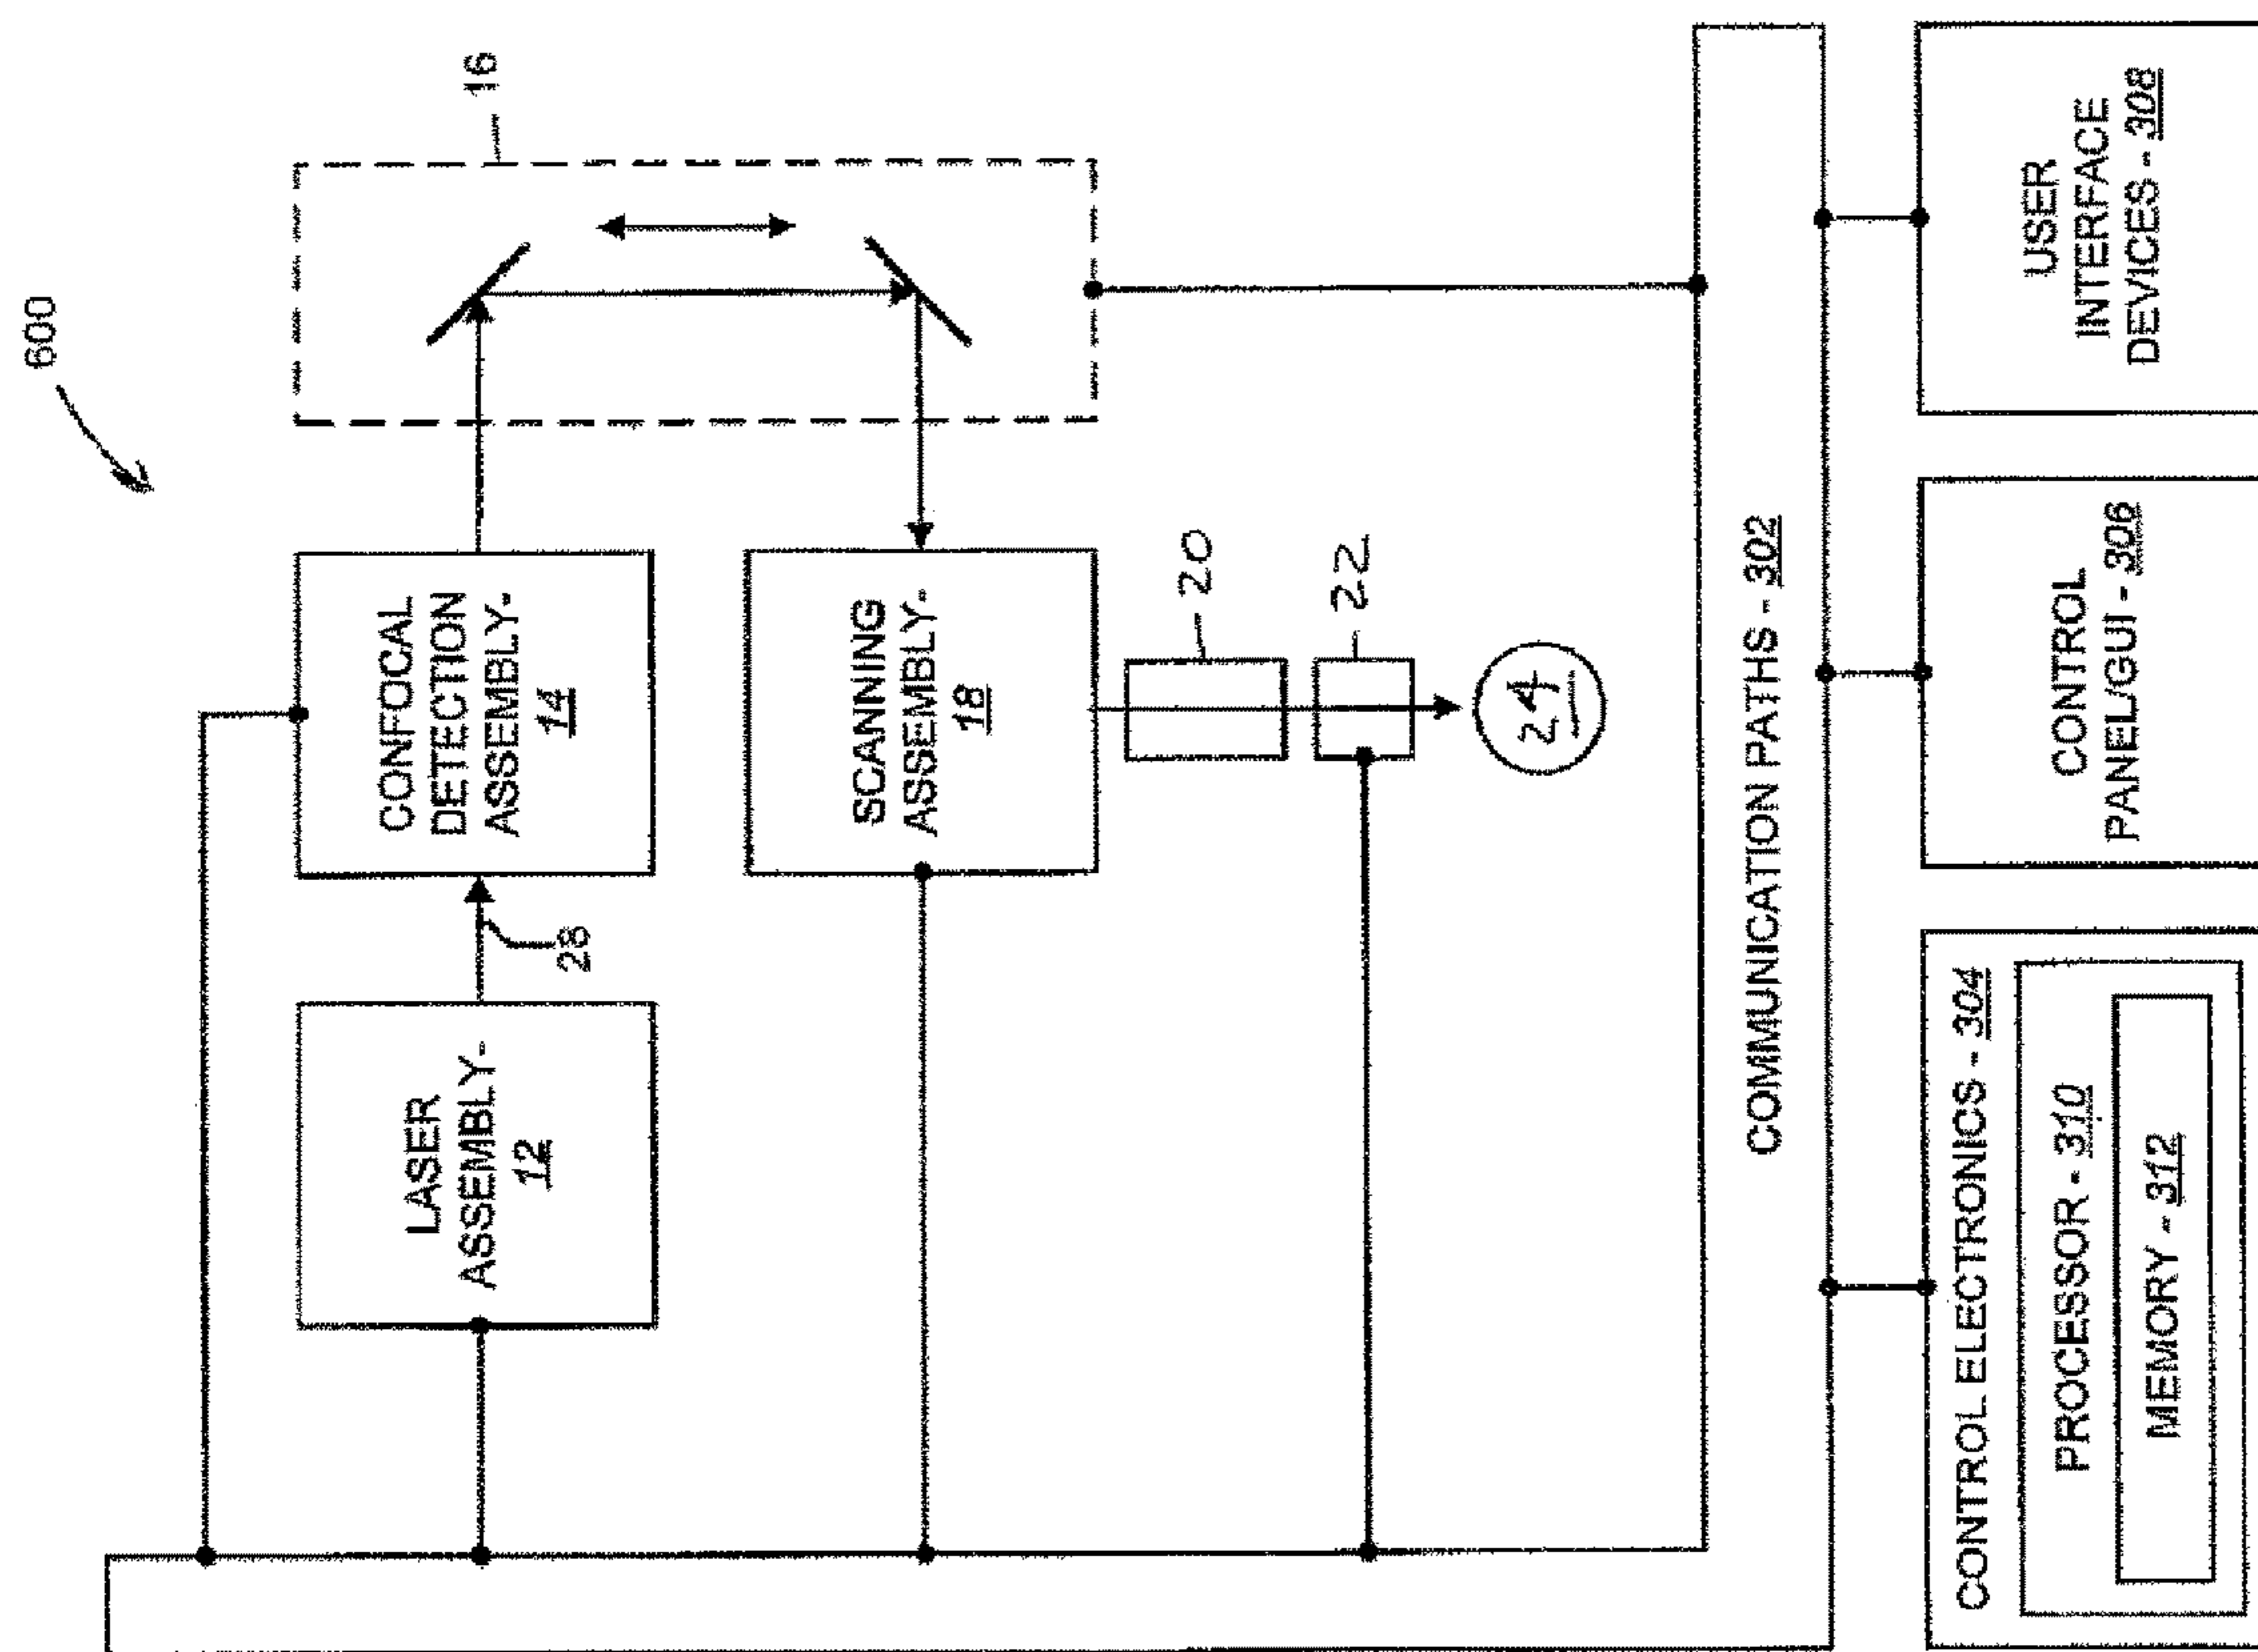 600
16
LASER
ASSEMBLY-
12
28
CONFOCAL
DETECTION
ASSEMBLY-
14
SCANNING
ASSEMBLY-
18
20
22
24
COMMUNICATION PATHS - 302
CONTROL ELECTRONICS - 304
PROCESSOR - 310
MEMORY - 312
CONTROL
PANEL/GUI - 306
USER
INTERFACE
DEVICES - 308